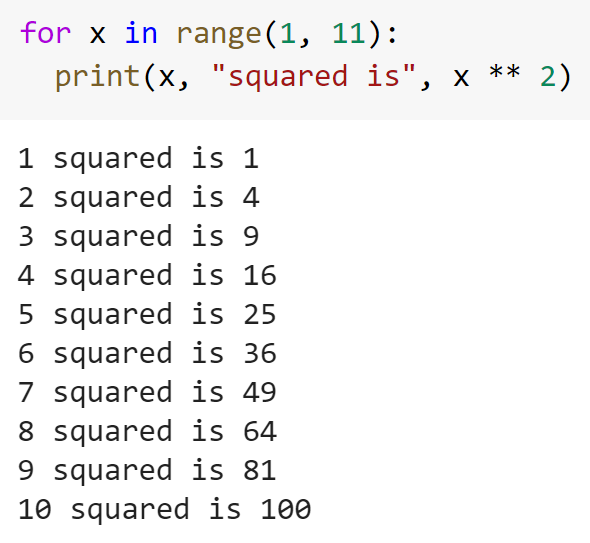 for x in range(1, 11):
  print(x, "squared is", x ** 2)
1 squared is 1
2 squared is 4
3 squared is 9
4 squared is 16
5 squared is 25
6 squared is 36
7 squared is 49
8 squared is 64
9 squared is 81
10 squared is 100